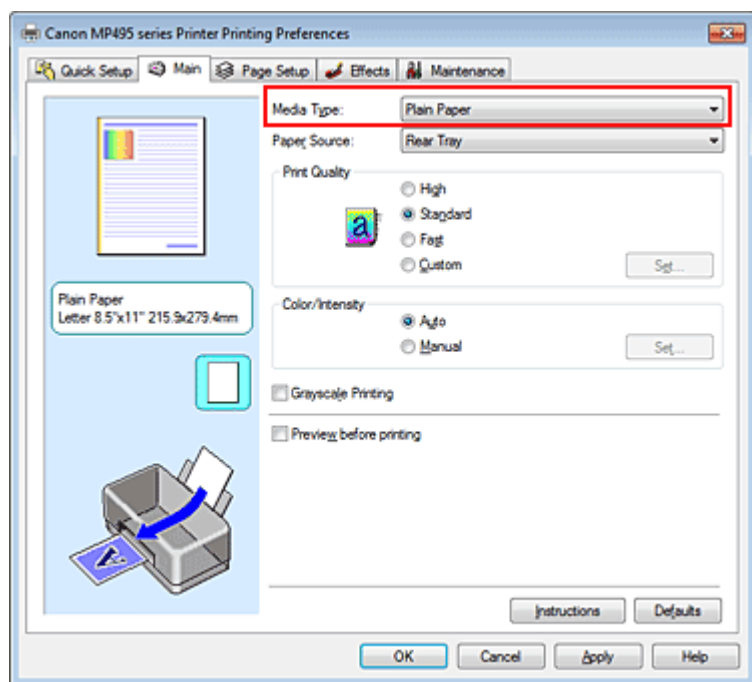 Canon MP495 series Printer Printing Preferences
Quick Setup Main Page Setup Effects Maintenance
Media Type: Plain Paper
Paper Source: Rear Tray
Print Quality
High
Standard
Fast
Custom Set...
Color/Intensity
Auto
Manual Set...
Grayscale Printing
Preview before printing
Plain Paper
Letter 8.5"x11" 215.9x279.4mm
Instructions Defaults
OK Cancel Apply Help